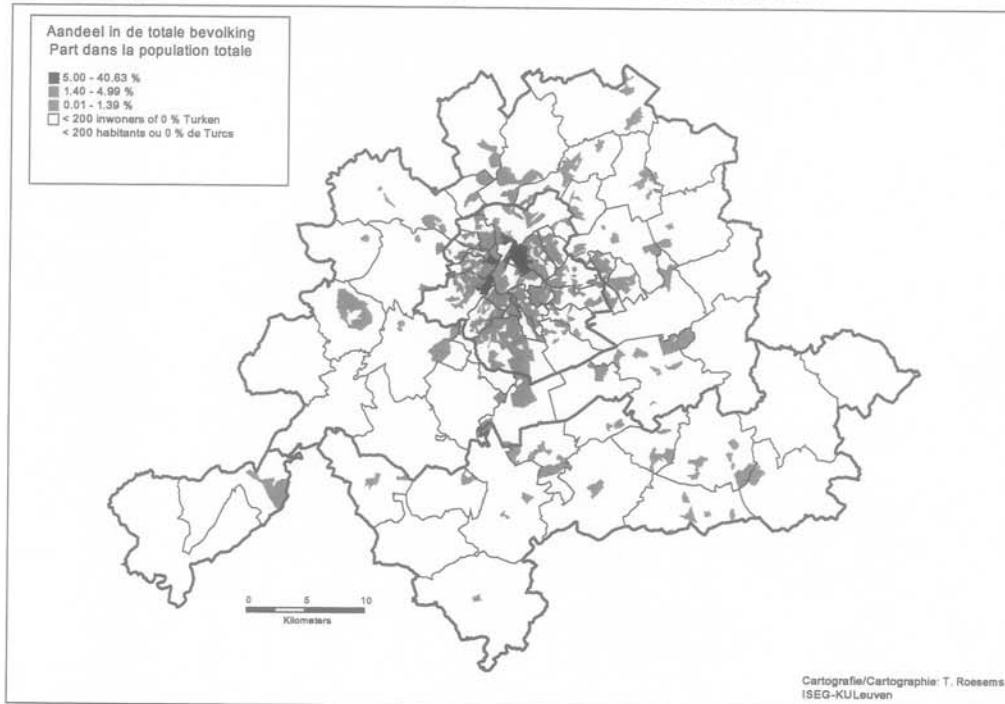 Aandeel in de totale bevolking
Part dans la population totale
5.00 - 40.63 %
1.40 - 4.99 %
0.01 - 1.39 %
< 200 inwoners of 0 % Turken
< 200 habitants ou 0 % de Turcs
0 5 10
Kilometers
Cartografie/Cartographie: T. Roesems
ISEG-KULeuven